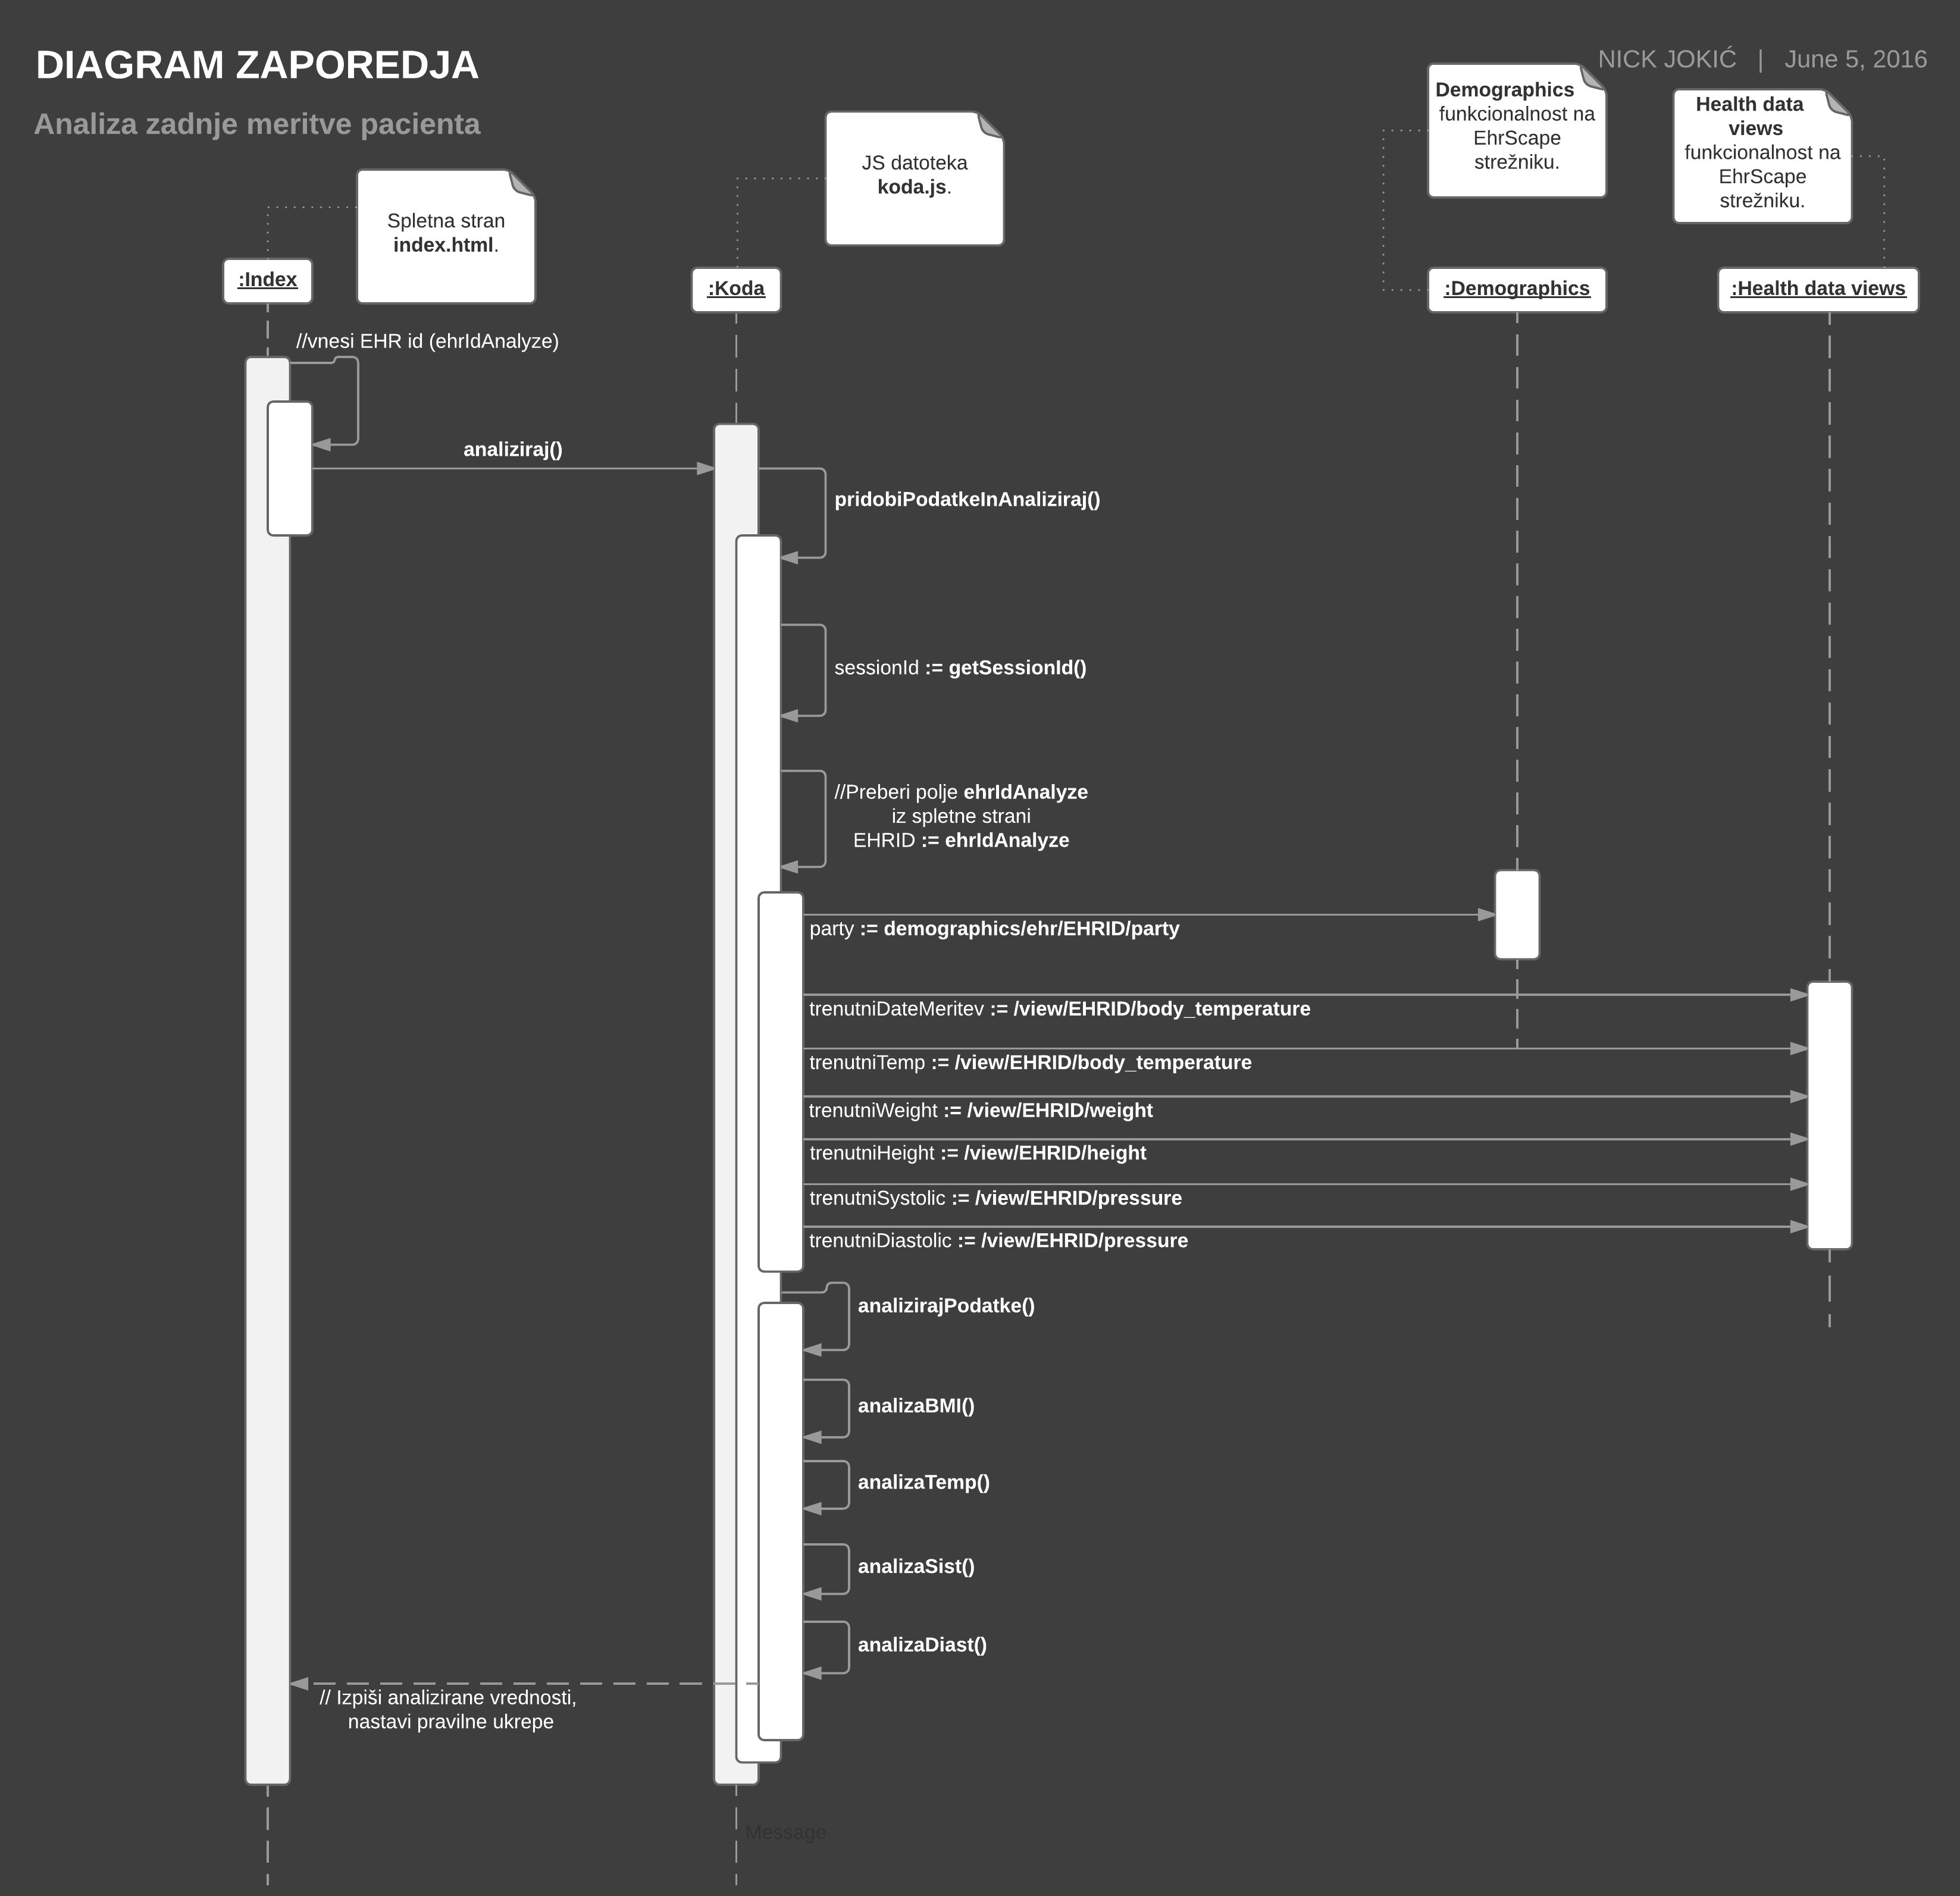 DIAGRAM ZAPOREDJA
Analiza zadnje meritve pacienta
NICK JOKIĆ | June 5, 2016
Demographics
funkcionalnost na
EhrScape
strežniku.
Health data
views
funkcionalnost na
EhrScape
strežniku.
JS datoteka
koda.js.
Spletna stran
index.html.
:Index
:Koda
:Demographics
:Health data views
//vnesi EHR id (ehrIdAnalyze)
analiziraj()
pridobiPodatkeInAnaliziraj()
sessionId := getSessionId()
//Preberi polje ehrIdAnalyze
iz spletne strani
EHRID := ehrIdAnalyze
party := demographics/ehr/EHRID/party
trenutniDateMeritev := /view/EHRID/body_temperature
trenutniTemp := /view/EHRID/body_temperature
trenutniWeight := /view/EHRID/weight
trenutniHeight := /view/EHRID/height
trenutniSystolic := /view/EHRID/pressure
trenutniDiastolic := /view/EHRID/pressure
analizirajPodatke()
analizaBMI()
analizaTemp()
analizaSist()
analizaDiast()
// Izpiši analizirane vrednosti,
nastavi pravilne ukrepe
Message